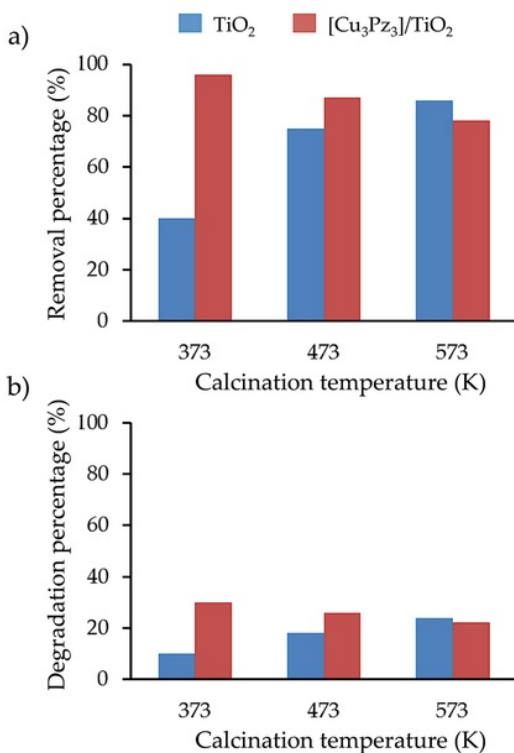 TiO₂ [Cu₃Pz₃]/TiO₂
a)
Removal percentage (%)
100
80
60
40
20
0
373 473 573
Calcination temperature (K)
b)
Degradation percentage (%)
100
80
60
40
20
0
373 473 573
Calcination temperature (K)